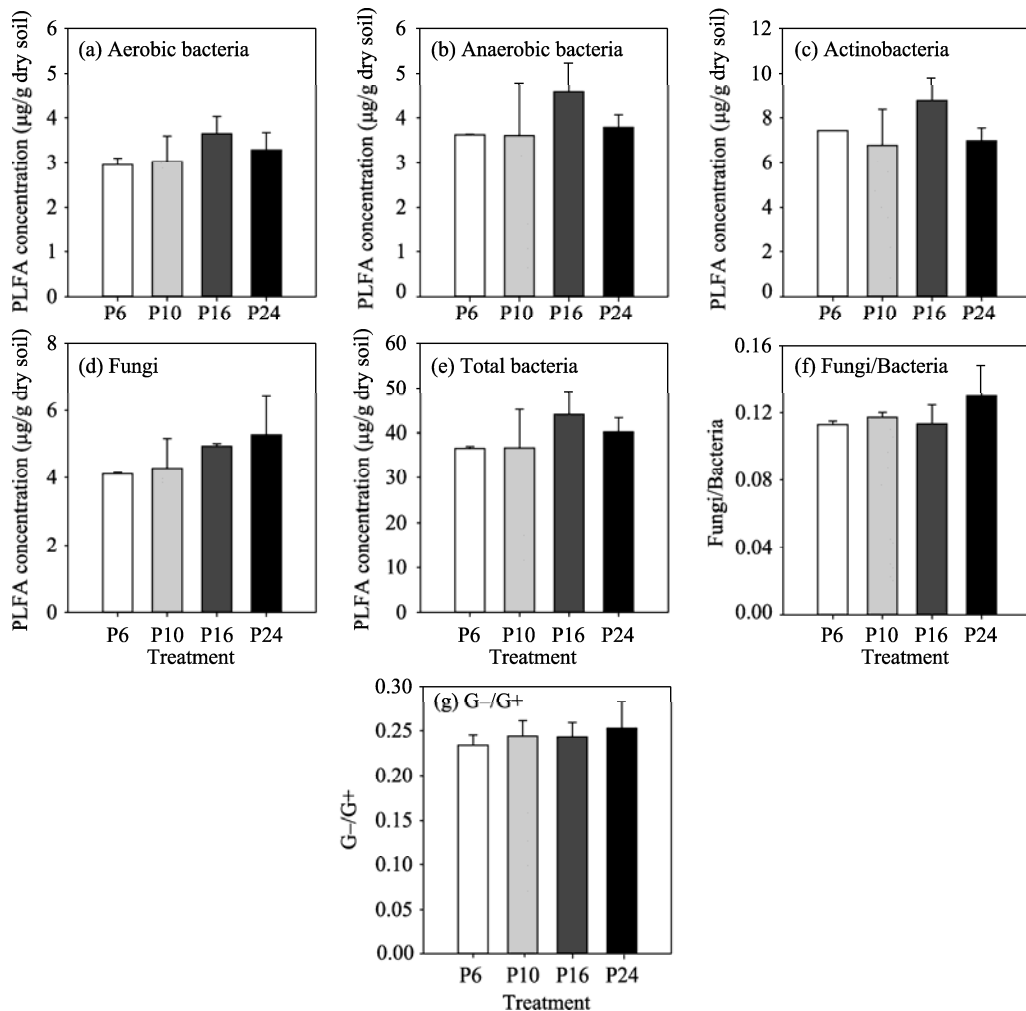 (a) Aerobic bacteria
PLFA concentration (µg/g dry soil)
6
5
4
3
2
1
0
P6 P10 P16 P24
(b) Anaerobic bacteria
PLFA concentration (µg/g dry soil)
6
5
4
3
2
1
0
P6 P10 P16 P24
(c) Actinobacteria
PLFA concentration (µg/g dry soil)
12
10
8
6
4
2
0
P6 P10 P16 P24
(d) Fungi
PLFA concentration (µg/g dry soil)
8
6
4
2
0
P6 P10 P16 P24
Treatment
(e) Total bacteria
PLFA concentration (µg/g dry soil)
60
50
40
30
20
10
0
P6 P10 P16 P24
Treatment
(f) Fungi/Bacteria
Fungi/Bacteria
0.16
0.12
0.08
0.04
0.00
P6 P10 P16 P24
Treatment
(g) G–/G+
G–/G+
0.30
0.25
0.20
0.15
0.10
0.05
0.00
P6 P10 P16 P24
Treatment